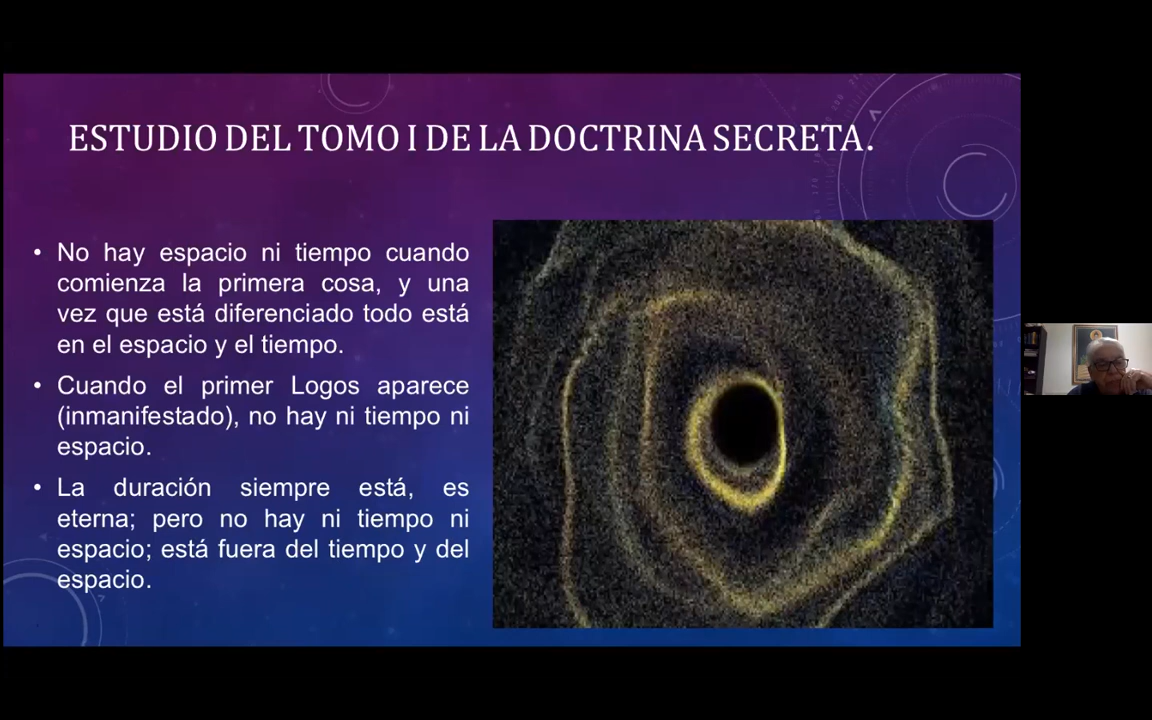 ESTUDIO DEL TOMO I DE LA DOCTRINA SECRETA.
• No hay espacio ni tiempo cuando
comienza la primera cosa, y una
vez que está diferenciado todo está
en el espacio y el tiempo.
• Cuando el primer Logos aparece
(inmanifestado), no hay ni tiempo ni
espacio.
• La duración siempre está, es
eterna; pero no hay ni tiempo ni
espacio; está fuera del tiempo y del
espacio.